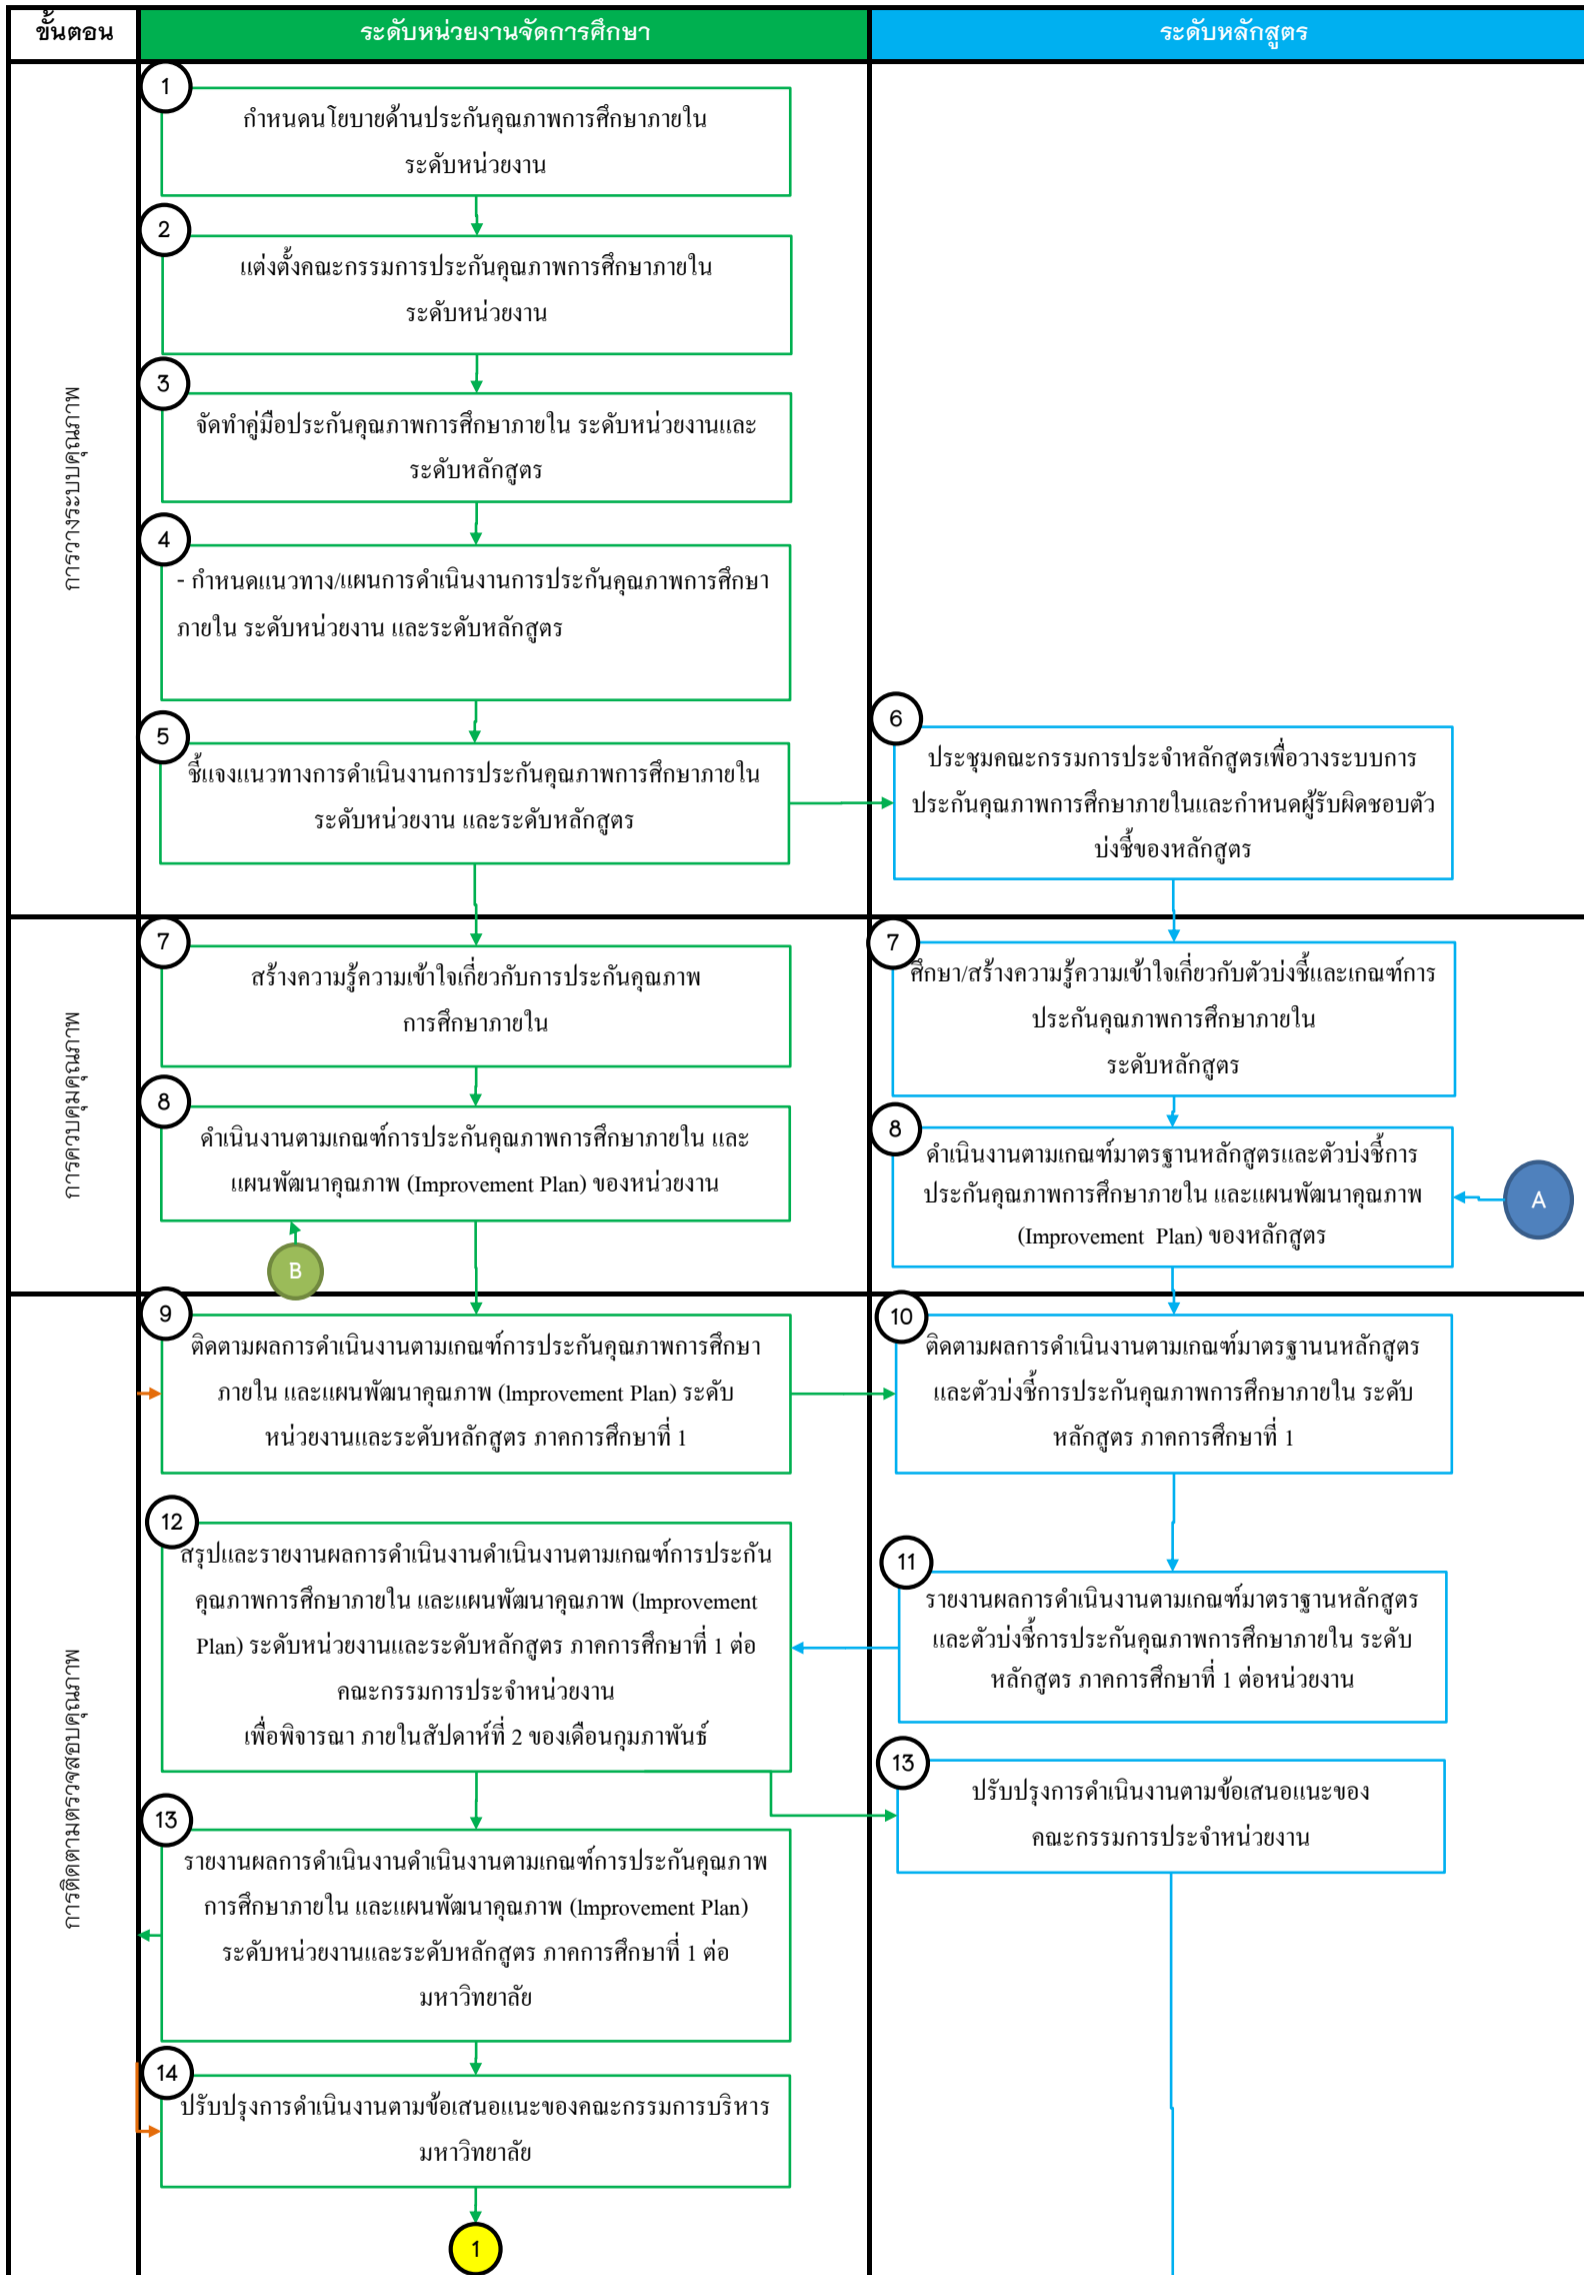 ขั้นตอน
ระดับหน่วยงานจัดการศึกษา
ระดับหลักสูตร
การวางระบบคุณภาพ
1
กำหนดนโยบายด้านประกันคุณภาพการศึกษาภายใน
ระดับหน่วยงาน
2
แต่งตั้งคณะกรรมการประกันคุณภาพการศึกษาภายใน
ระดับหน่วยงาน
3
จัดทำคู่มือประกันคุณภาพการศึกษาภายใน ระดับหน่วยงานและ
ระดับหลักสูตร
4
- กำหนดแนวทาง/แผนการดำเนินงานการประกันคุณภาพการศึกษา
ภายใน ระดับหน่วยงาน และระดับหลักสูตร
5
ชี้แจงแนวทางการดำเนินงานการประกันคุณภาพการศึกษาภายใน
ระดับหน่วยงาน และระดับหลักสูตร
6
ประชุมคณะกรรมการประจำหลักสูตรเพื่อวางระบบการ
ประกันคุณภาพการศึกษาภายในและกำหนดผู้รับผิดชอบตัว
บ่งชี้ของหลักสูตร
การควบคุมคุณภาพ
7
สร้างความรู้ความเข้าใจเกี่ยวกับการประกันคุณภาพ
การศึกษาภายใน
7
ศึกษา/สร้างความรู้ความเข้าใจเกี่ยวกับตัวบ่งชี้และเกณฑ์การ
ประกันคุณภาพการศึกษาภายใน
ระดับหลักสูตร
8
ดำเนินงานตามเกณฑ์การประกันคุณภาพการศึกษาภายใน และ
แผนพัฒนาคุณภาพ (Improvement Plan) ของหน่วยงาน
B
8
ดำเนินงานตามเกณฑ์มาตรฐานหลักสูตรและตัวบ่งชี้การ
ประกันคุณภาพการศึกษาภายใน และแผนพัฒนาคุณภาพ
(Improvement Plan) ของหลักสูตร
A
การติดตามตรวจสอบคุณภาพ
9
ติดตามผลการดำเนินงานตามเกณฑ์การประกันคุณภาพการศึกษา
ภายใน และแผนพัฒนาคุณภาพ (lmprovement Plan) ระดับ
หน่วยงานและระดับหลักสูตร ภาคการศึกษาที่ 1
10
ติดตามผลการดำเนินงานตามเกณฑ์มาตรฐานนหลักสูตร
และตัวบ่งชี้การประกันคุณภาพการศึกษาภายใน ระดับ
หลักสูตร ภาคการศึกษาที่ 1
12
สรุปและรายงานผลการดำเนินงานดำเนินงานตามเกณฑ์การประกัน
คุณภาพการศึกษาภายใน และแผนพัฒนาคุณภาพ (lmprovement
Plan) ระดับหน่วยงานและระดับหลักสูตร ภาคการศึกษาที่ 1 ต่อ
คณะกรรมการประจำหน่วยงาน
เพื่อพิจารณา ภายในสัปดาห์ที่ 2 ของเดือนกุมภาพันธ์
11
รายงานผลการดำเนินงานตามเกณฑ์มาตราฐานหลักสูตร
และตัวบ่งชี้การประกันคุณภาพการศึกษาภายใน ระดับ
หลักสูตร ภาคการศึกษาที่ 1 ต่อหน่วยงาน
13
ปรับปรุงการดำเนินงานตามข้อเสนอแนะของ
คณะกรรมการประจำหน่วยงาน
13
รายงานผลการดำเนินงานดำเนินงานตามเกณฑ์การประกันคุณภาพ
การศึกษาภายใน และแผนพัฒนาคุณภาพ (lmprovement Plan)
ระดับหน่วยงานและระดับหลักสูตร ภาคการศึกษาที่ 1 ต่อ
มหาวิทยาลัย
14
ปรับปรุงการดำเนินงานตามข้อเสนอแนะของคณะกรรมการบริหาร
มหาวิทยาลัย
1